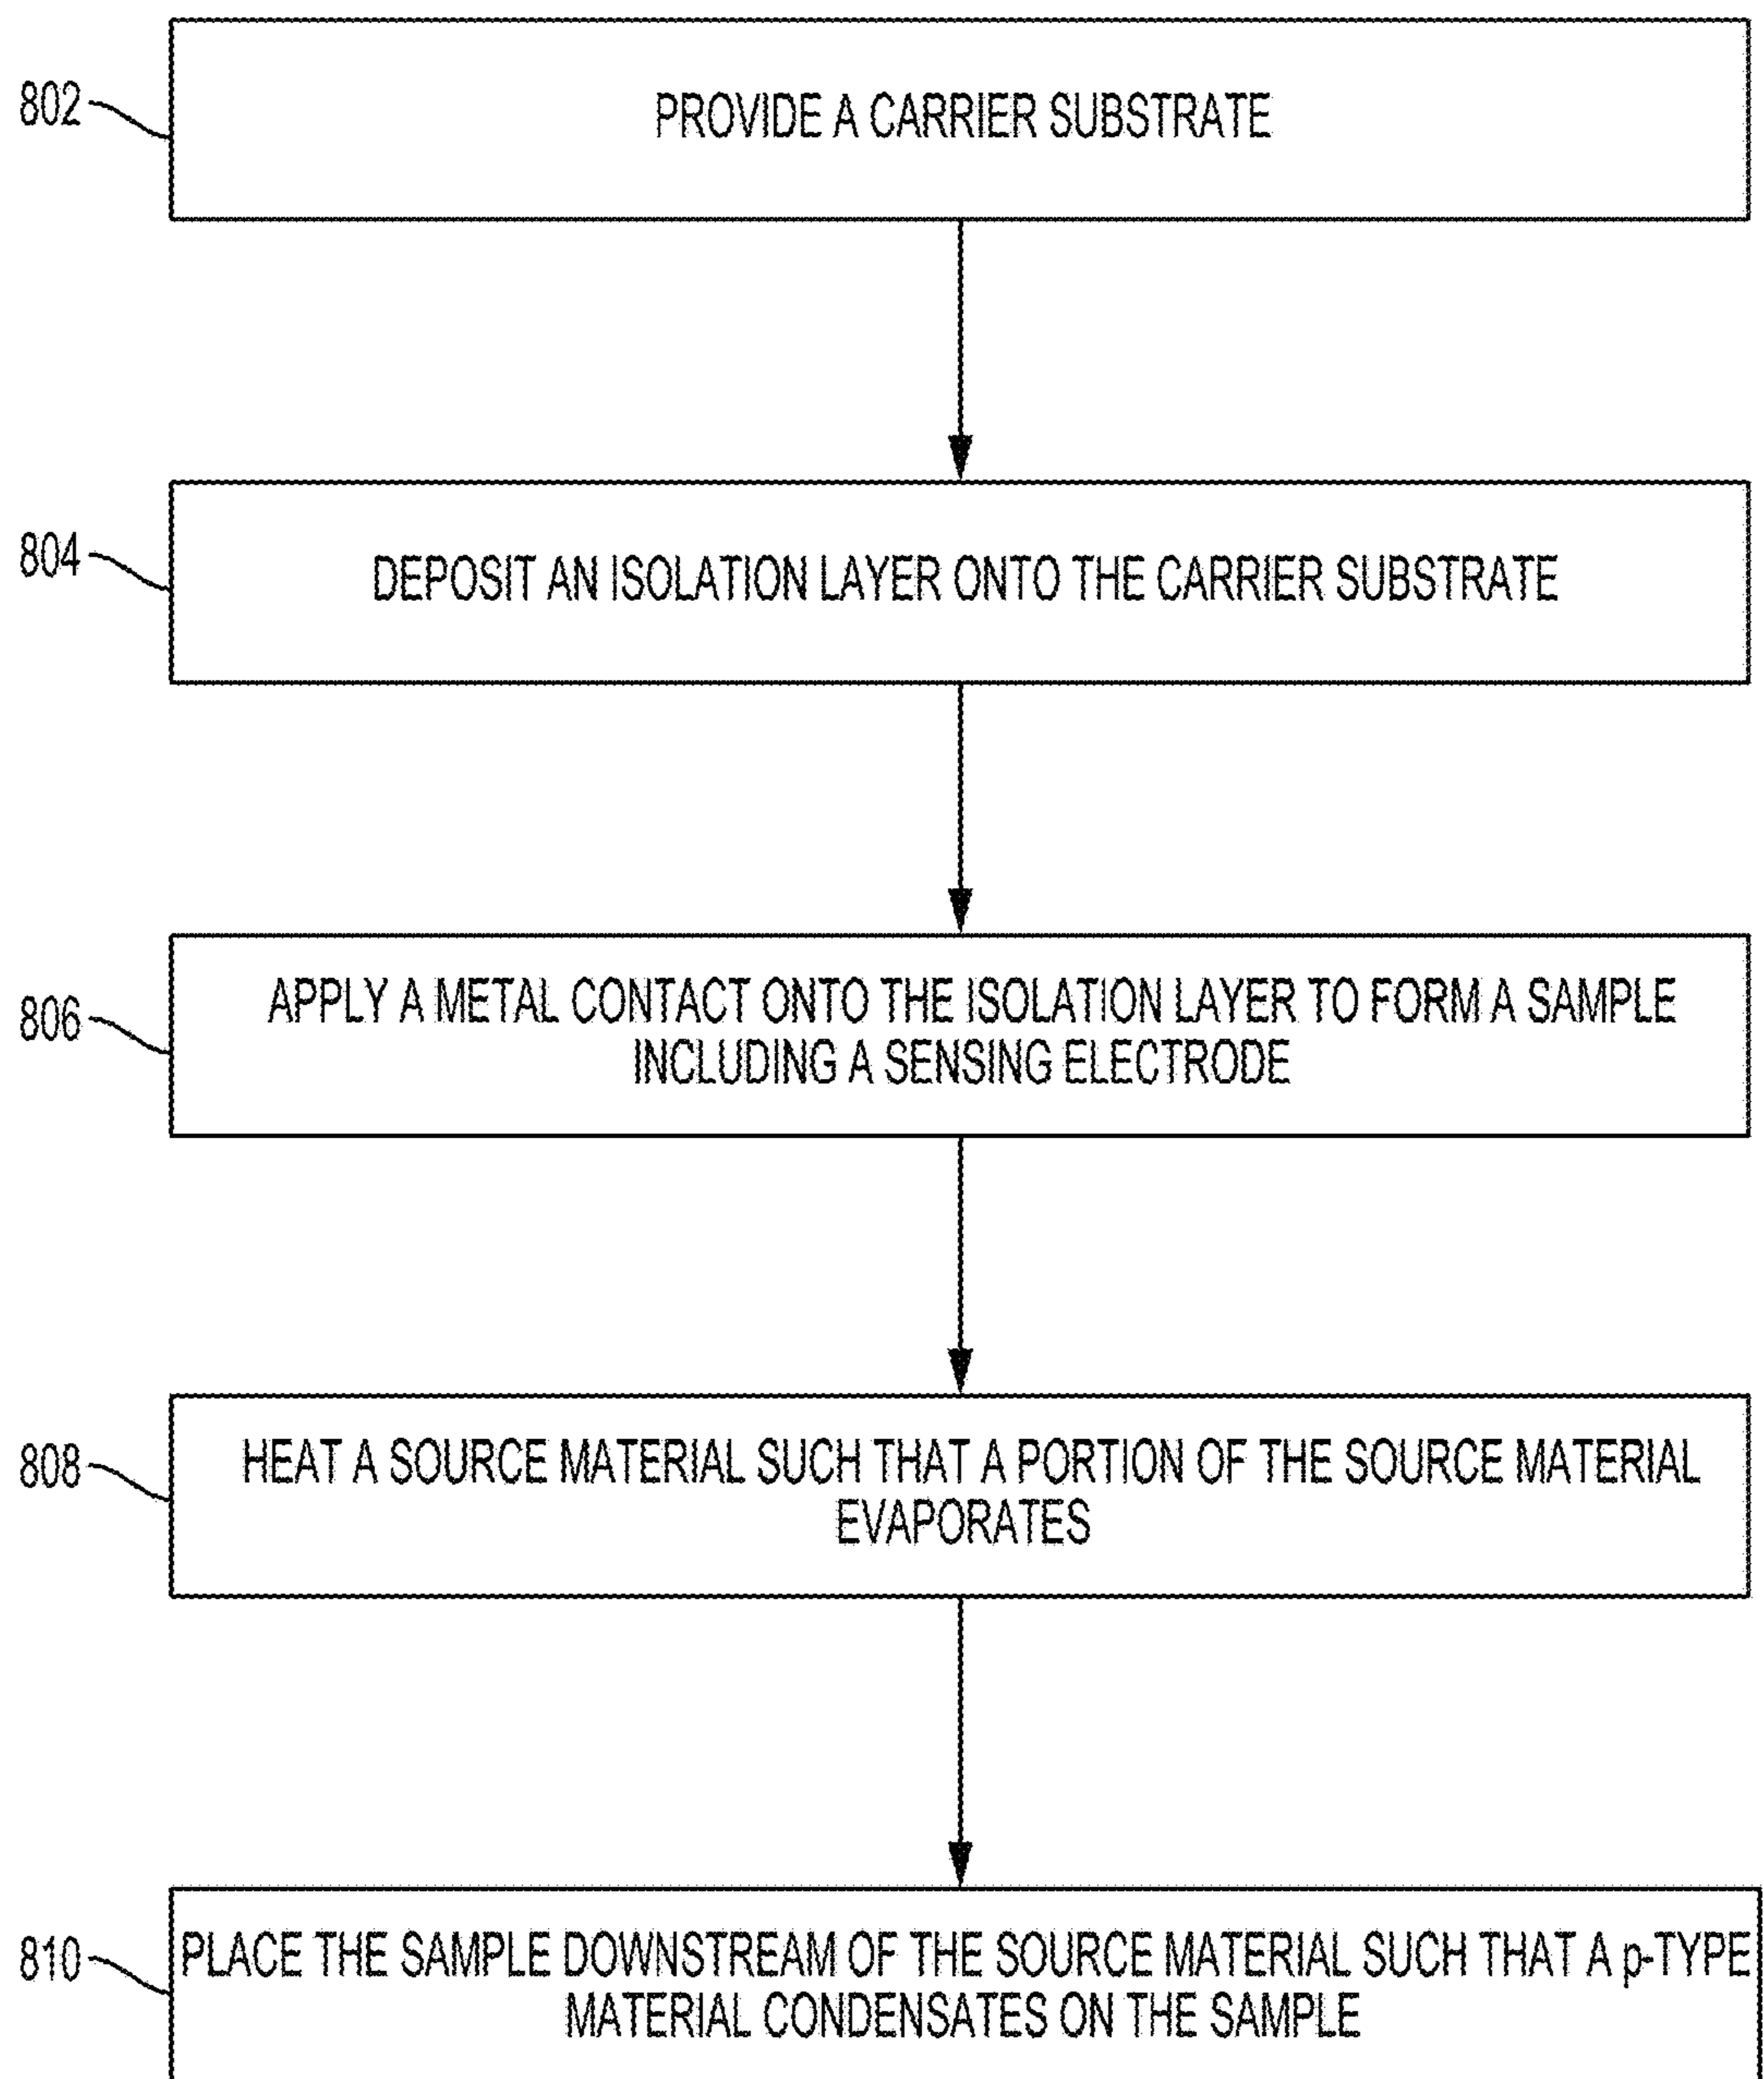 802
PROVIDE A CARRIER SUBSTRATE
804
DEPOSIT AN ISOLATION LAYER ONTO THE CARRIER SUBSTRATE
806
APPLY A METAL CONTACT ONTO THE ISOLATION LAYER TO FORM A SAMPLE
INCLUDING A SENSING ELECTRODE
808
HEAT A SOURCE MATERIAL SUCH THAT A PORTION OF THE SOURCE MATERIAL
EVAPORATES
810
PLACE THE SAMPLE DOWNSTREAM OF THE SOURCE MATERIAL SUCH THAT A p-TYPE
MATERIAL CONDENSATES ON THE SAMPLE